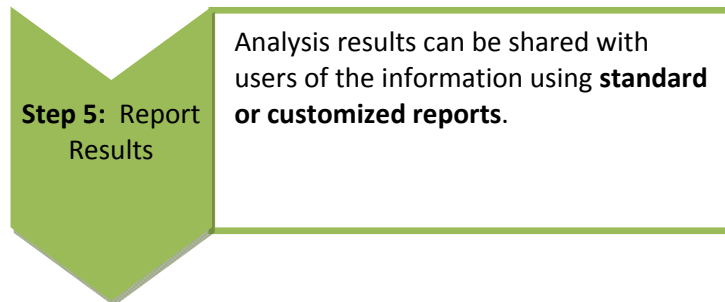 Step 5: Report
Results
Analysis results can be shared with
users of the information using standard
or customized reports.